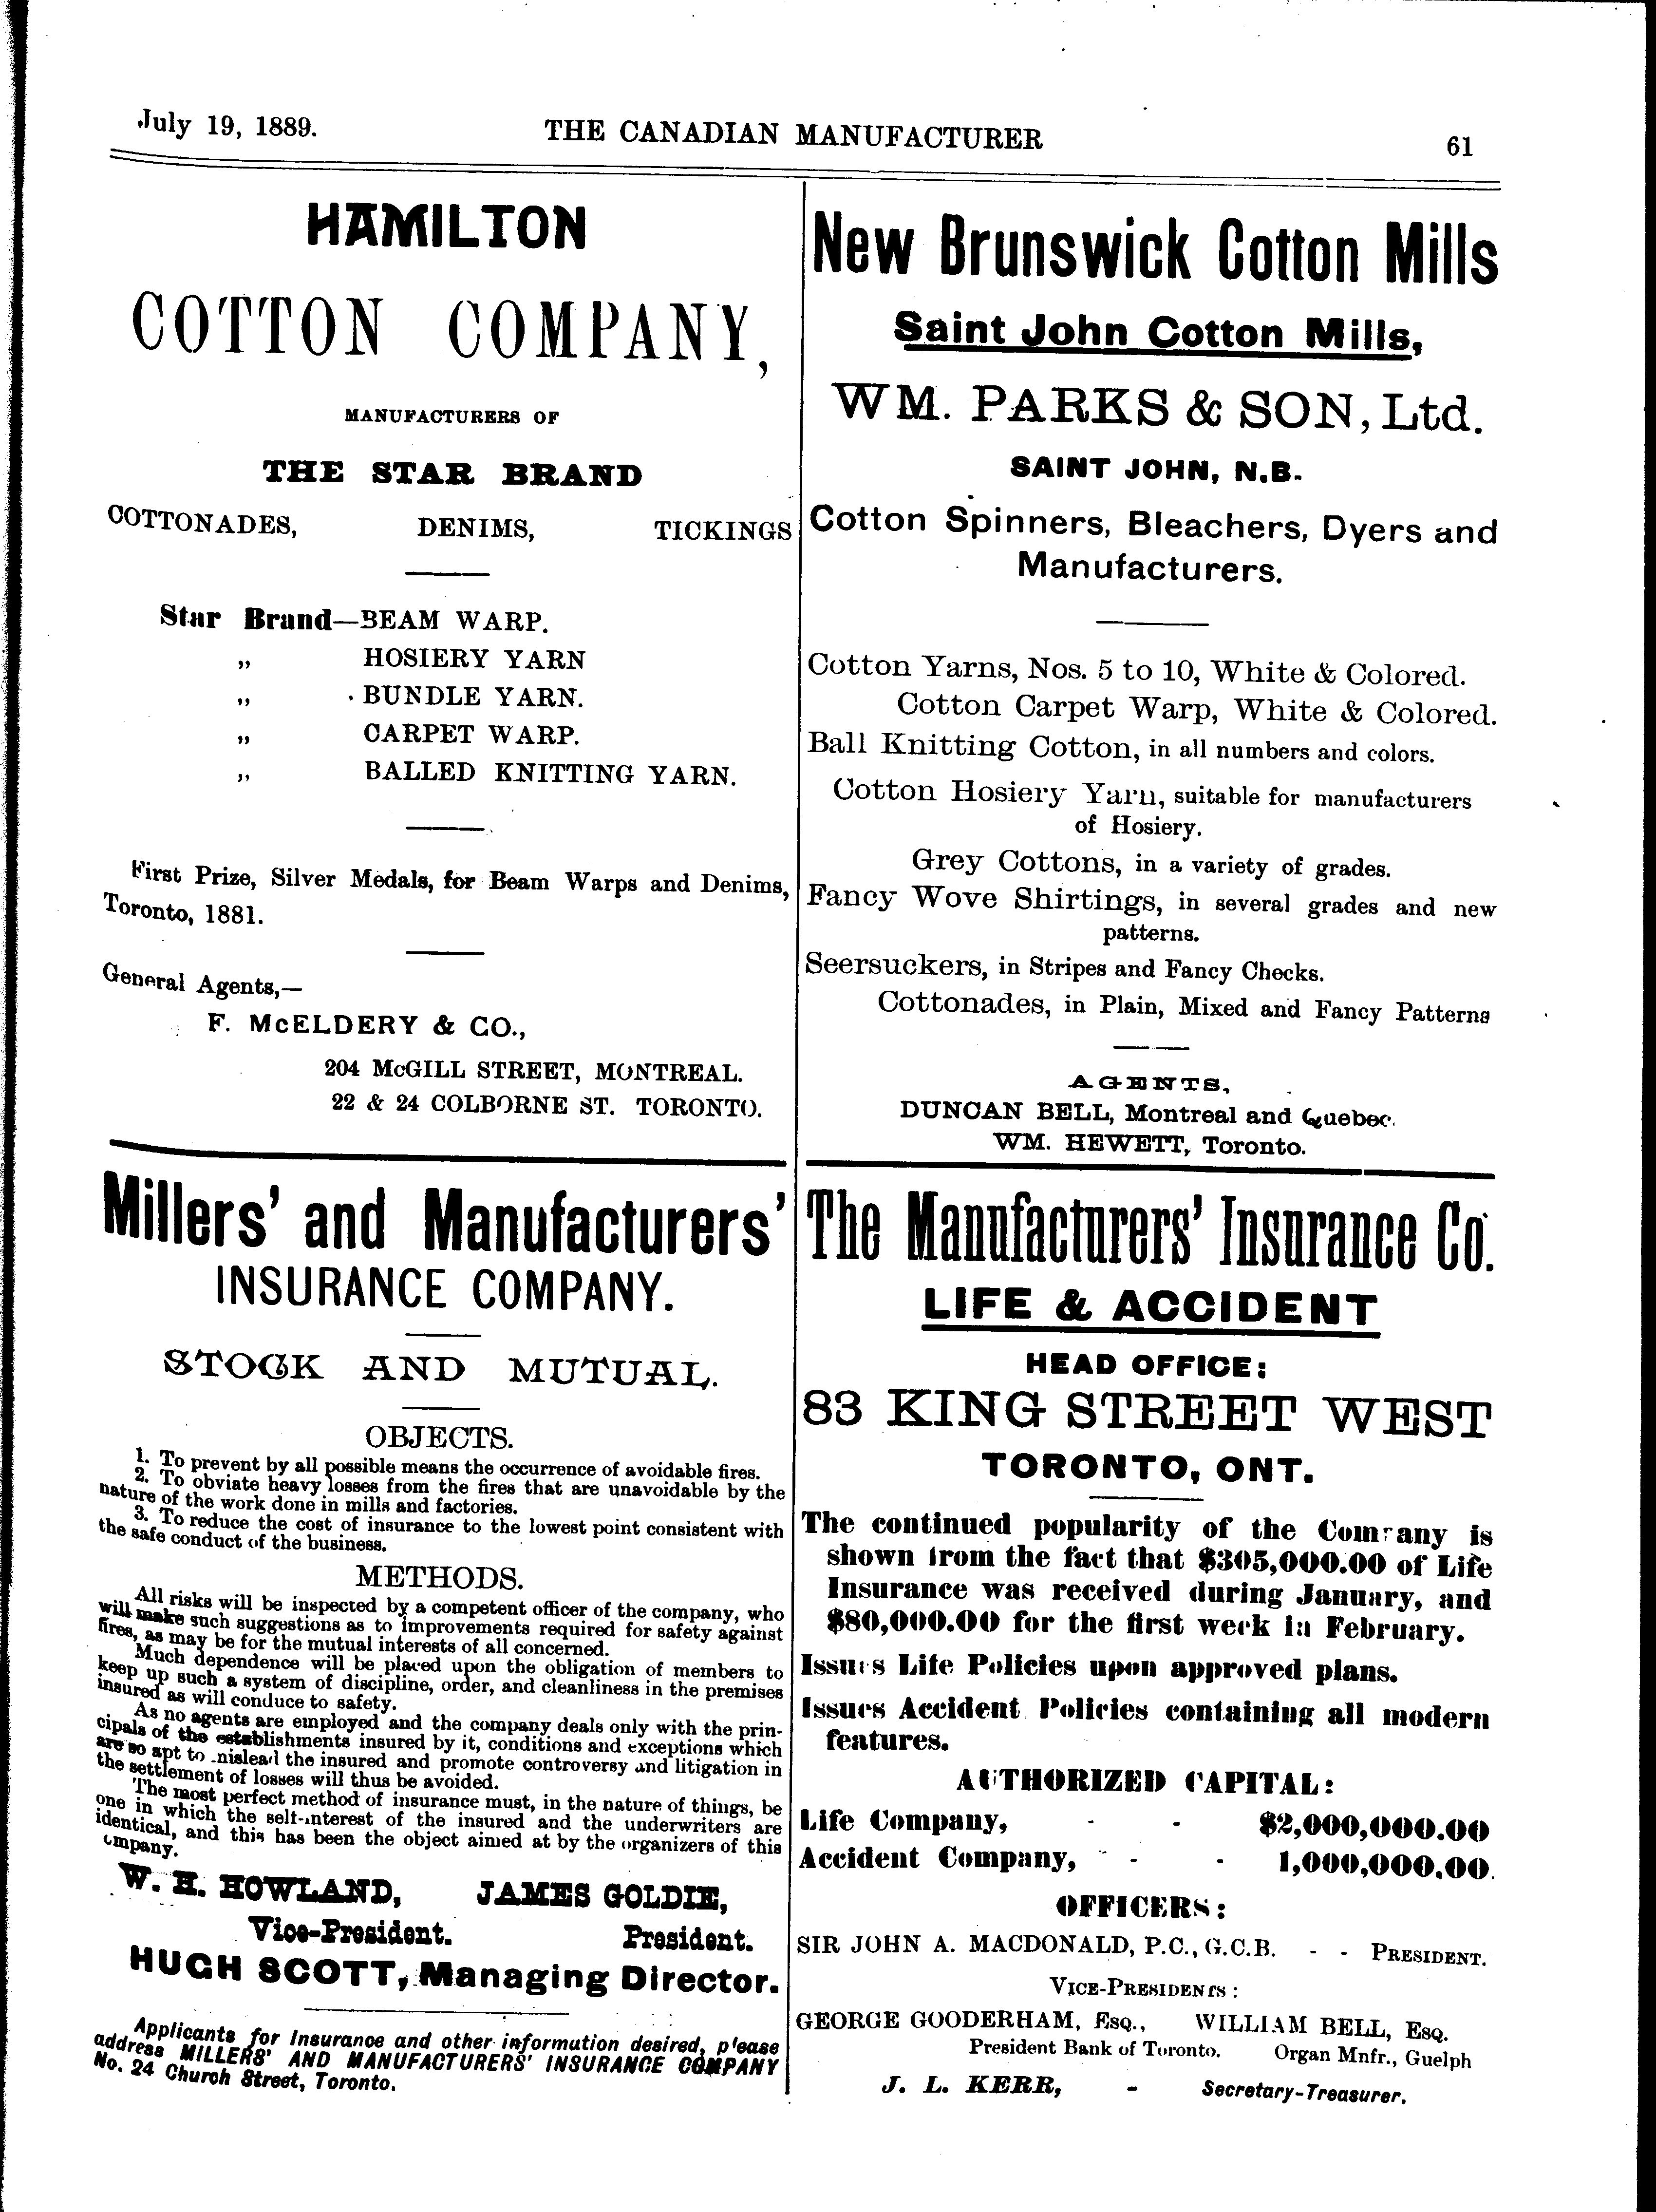 July 19, 1889.
THE CANADIAN MANUFACTURER
61
HAMILTON
COTTON COMPANY,
MANUFACTURERS OF
THE STAR BRAND
COTTONADES, DENIMS, TICKINGS
Star Brand—BEAM WARP.
„ HOSIERY YARN
„ BUNDLE YARN.
„ CARPET WARP.
„ BALLED KNITTING YARN.
First Prize, Silver Medals, for Beam Warps and Denims,
Toronto, 1881.
General Agents,—
F. McELDERY & CO.,
204 McGILL STREET, MONTREAL.
22 & 24 COLBORNE ST. TORONTO.
New Brunswick Cotton Mills
Saint John Cotton Mills,
WM. PARKS & SON, Ltd.
SAINT JOHN, N.B.
Cotton Spinners, Bleachers, Dyers and
Manufacturers.
Cotton Yarns, Nos. 5 to 10, White & Colored.
Cotton Carpet Warp, White & Colored.
Ball Knitting Cotton, in all numbers and colors.
Cotton Hosiery Yarn, suitable for manufacturers
of Hosiery.
Grey Cottons, in a variety of grades.
Fancy Wove Shirtings, in several grades and new
patterns.
Seersuckers, in Stripes and Fancy Checks.
Cottonades, in Plain, Mixed and Fancy Patterns
AGENTS,
DUNCAN BELL, Montreal and Quebec.
WM. HEWETT, Toronto.
Millers' and Manufacturers'
INSURANCE COMPANY.
STOCK AND MUTUAL.
OBJECTS.
1. To prevent by all possible means the occurrence of avoidable fires.
2. To obviate heavy losses from the fires that are unavoidable by the
nature of the work done in mills and factories.
3. To reduce the cost of insurance to the lowest point consistent with
the safe conduct of the business.
METHODS.
All risks will be inspected by a competent officer of the company, who
will make such suggestions as to improvements required for safety against
fires, as may be for the mutual interests of all concerned.
Much dependence will be placed upon the obligation of members to
keep up such a system of discipline, order, and cleanliness in the premises
insured as will conduce to safety.
As no agents are employed and the company deals only with the prin-
cipals of the establishments insured by it, conditions and exceptions which
are so apt to mislead the insured and promote controversy and litigation in
the settlement of losses will thus be avoided.
The most perfect method of insurance must, in the nature of things, be
one in which the self-interest of the insured and the underwriters are
identical, and this has been the object aimed at by the organizers of this
company.
W. H. HOWLAND, JAMES GOLDIE,
Vice-President. President.
HUGH SCOTT, Managing Director.
Applicants for Insurance and other information desired, please
address MILLERS' AND MANUFACTURERS' INSURANCE COMPANY
No. 24 Church Street, Toronto.
The Manufacturers' Insurance Co.
LIFE & ACCIDENT
HEAD OFFICE:
83 KING STREET WEST
TORONTO, ONT.
The continued popularity of the Company is
shown from the fact that $305,000.00 of Life
Insurance was received during January, and
$80,000.00 for the first week in February.
Issues Life Policies upon approved plans.
Issues Accident Policies containing all modern
features.
AUTHORIZED CAPITAL:
Life Company, - - $2,000,000.00
Accident Company, - - 1,000,000.00.
OFFICERS:
SIR JOHN A. MACDONALD, P.C., G.C.B. - - PRESIDENT.
VICE-PRESIDENTS:
GEORGE GOODERHAM, ESQ., WILLIAM BELL, ESQ.
President Bank of Toronto. Organ Mnfr., Guelph
J. L. KERR, - Secretary-Treasurer.